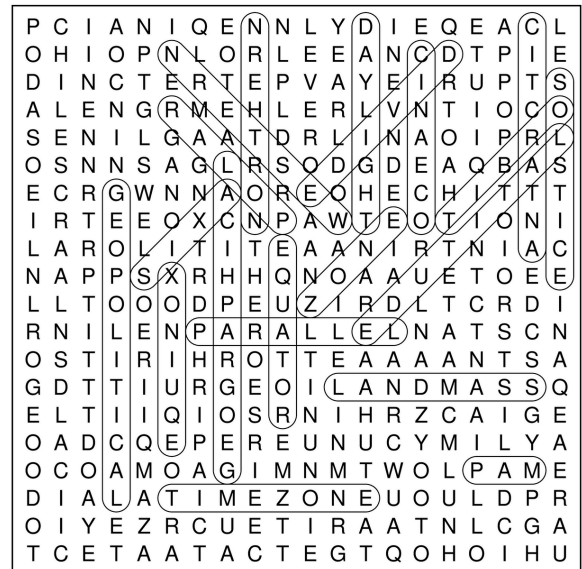 P C I A N I Q E N N L Y D I E Q E A C L
O H I O P N L O R L E E A N C D T P I E
D I N C T E R T E P V A Y E I R U P T S
A L E N G R M E H L E R L V N T I O C O
S E N I L G A A T D R L I N A O I P R L
O S N N S A G L R S O D G D E A Q B A S
E C R G W N N A O R E O H E C H I T T T
I R T E E O X C N P A W T E O T I O N I
L A R O L I T I T E A A N I R T N I A C
N A P P S X R H H Q N O A A U E T O E E
L L T O O O D P E U Z I R D L T C R D I
R N I L E N P A R A L L E L N A T S C N
O S T I R I H R O T T E A A A A N T S A
G D T T I U R G E O I L A N D M A S S Q
E L T I I Q I O S R N I H R Z C A I G E
O A D C Q E P E R E U N U C Y M I L Y A
O C O A M O A G I M N M T W O L P A M E
D I A L A T I M E Z O N E U O U L D P R
O I Y E Z R C U E T I R A A T N L C G A
T C E T A A T A C T E G T Q O H O I H U